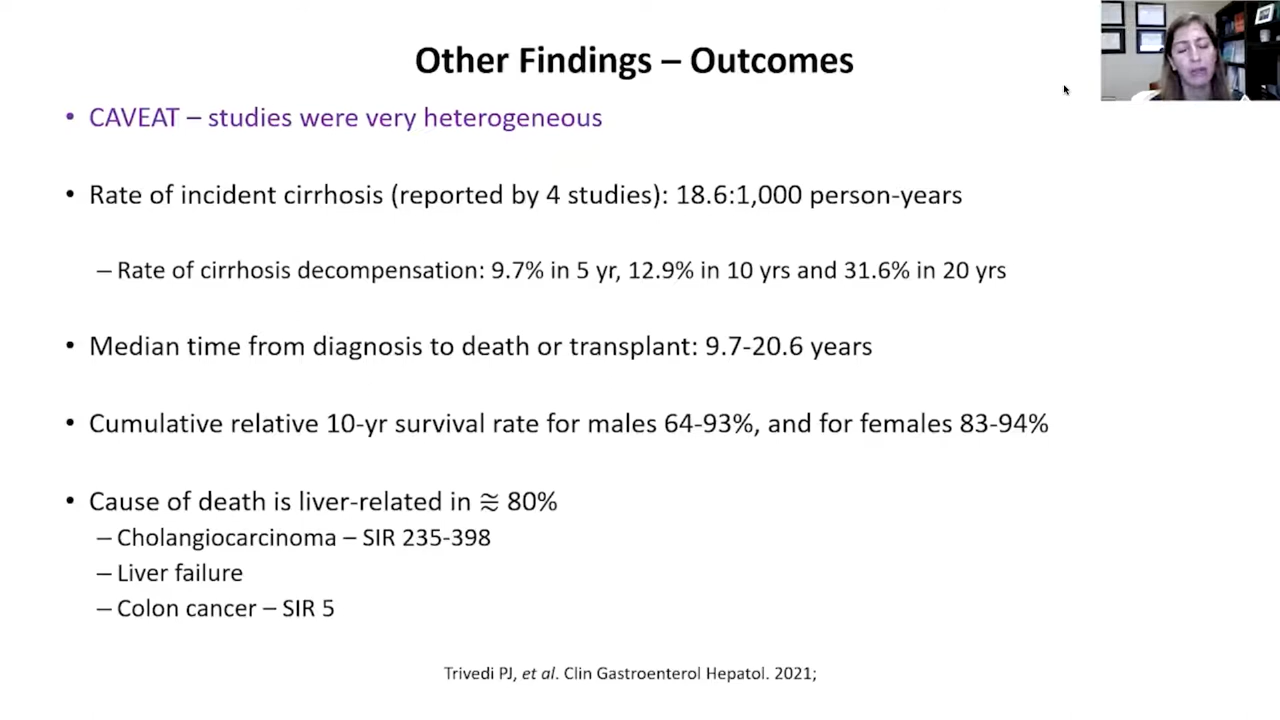 Other Findings – Outcomes
• CAVEAT – studies were very heterogeneous
• Rate of incident cirrhosis (reported by 4 studies): 18.6:1,000 person-years
– Rate of cirrhosis decompensation: 9.7% in 5 yr, 12.9% in 10 yrs and 31.6% in 20 yrs
• Median time from diagnosis to death or transplant: 9.7-20.6 years
• Cumulative relative 10-yr survival rate for males 64-93%, and for females 83-94%
• Cause of death is liver-related in ≋ 80%
– Cholangiocarcinoma – SIR 235-398
– Liver failure
– Colon cancer – SIR 5
Trivedi PJ, et al. Clin Gastroenterol Hepatol. 2021;